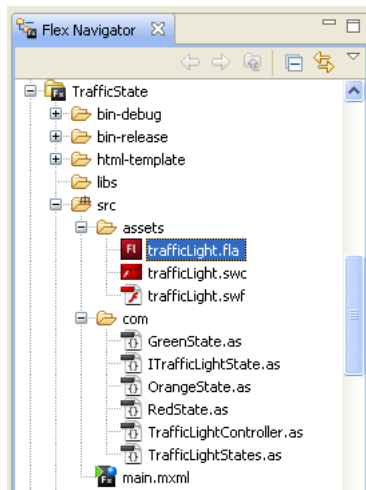 Flex Navigator
TrafficState
bin-debug
bin-release
html-template
libs
src
assets
trafficLight.fla
trafficLight.swc
trafficLight.swf
com
GreenState.as
ITrafficLightState.as
OrangeState.as
RedState.as
TrafficLightController.as
TrafficLightStates.as
main.mxml